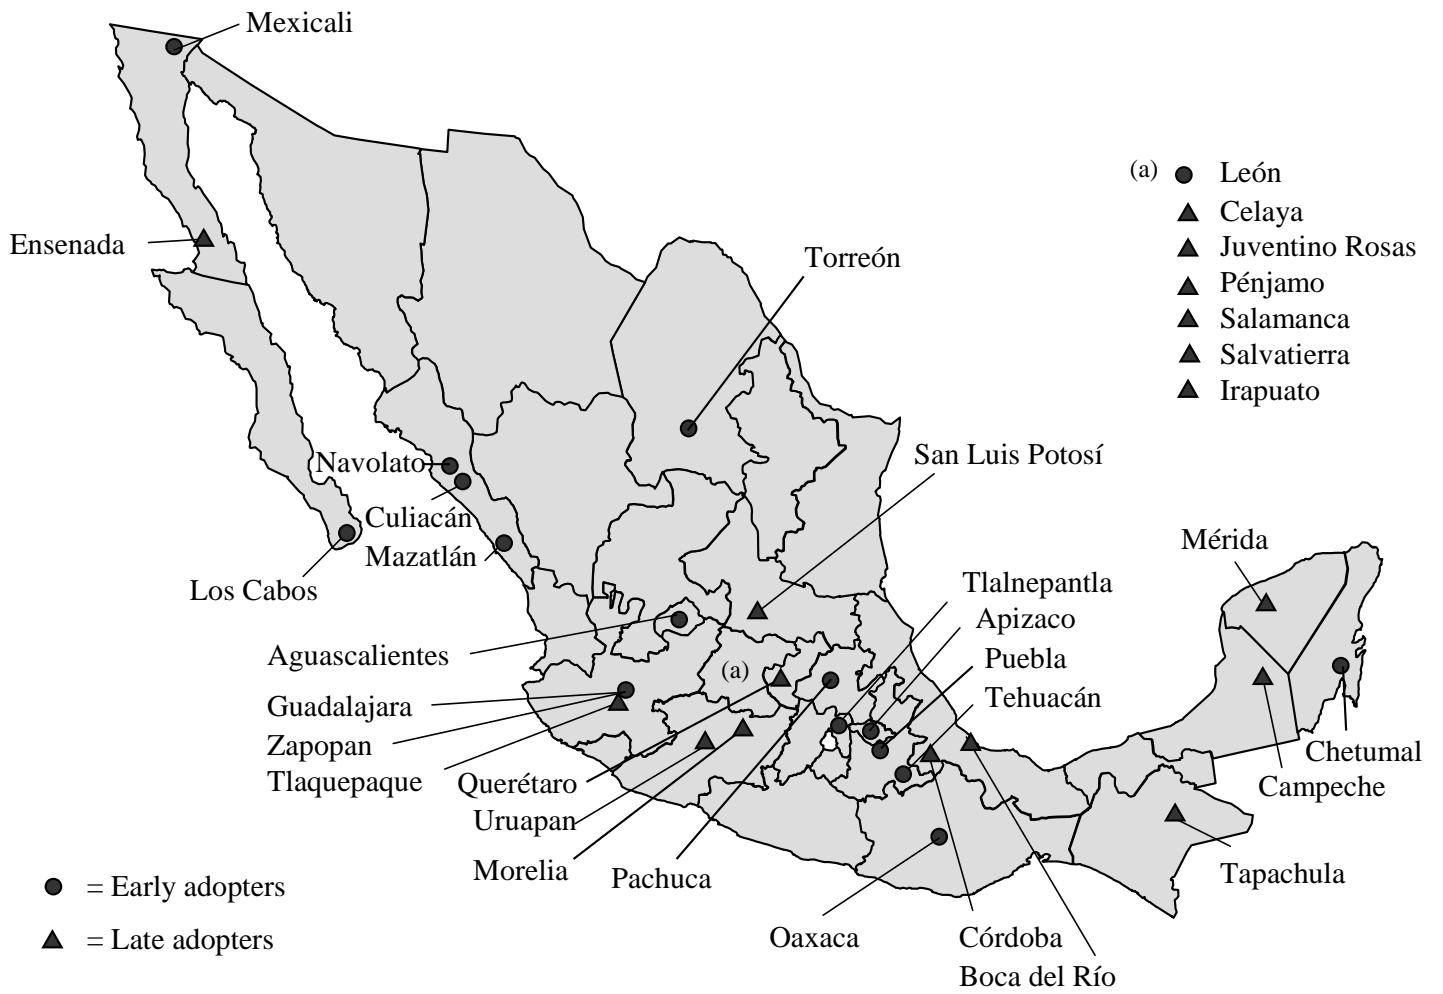 Mexicali
(a)
León
Celaya
Juventino Rosas
Pénjamo
Salamanca
Salvatierra
Irapuato
Ensenada
Torreón
San Luis Potosí
Navolato
Culiacán
Mazatlán
Los Cabos
Mérida
Tlalnepantla
Apizaco
Puebla
Tehuacán
Aguascalientes
(a)
Guadalajara
Zapopan
Tlaquepaque
Querétaro
Uruapan
Morelia
Pachuca
Chetumal
Campeche
Tapachula
Oaxaca
Córdoba
Boca del Río
= Early adopters
= Late adopters